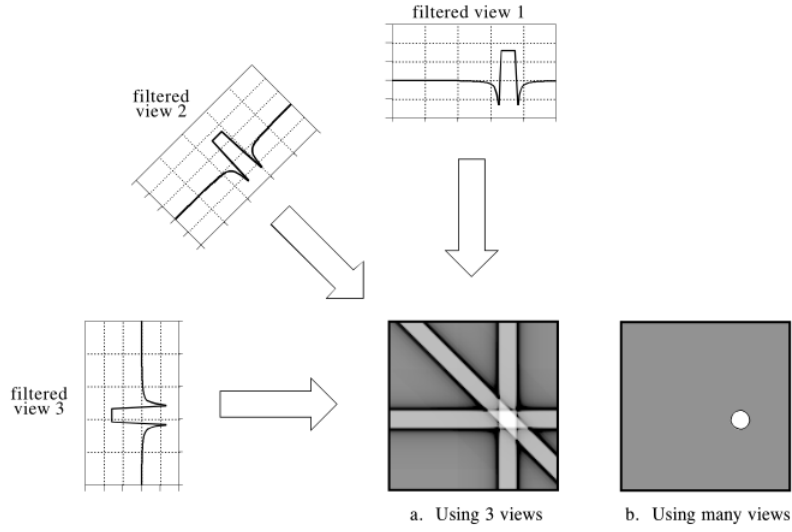 filtered view 1
filtered
view 2
filtered
view 3
a. Using 3 views
b. Using many views